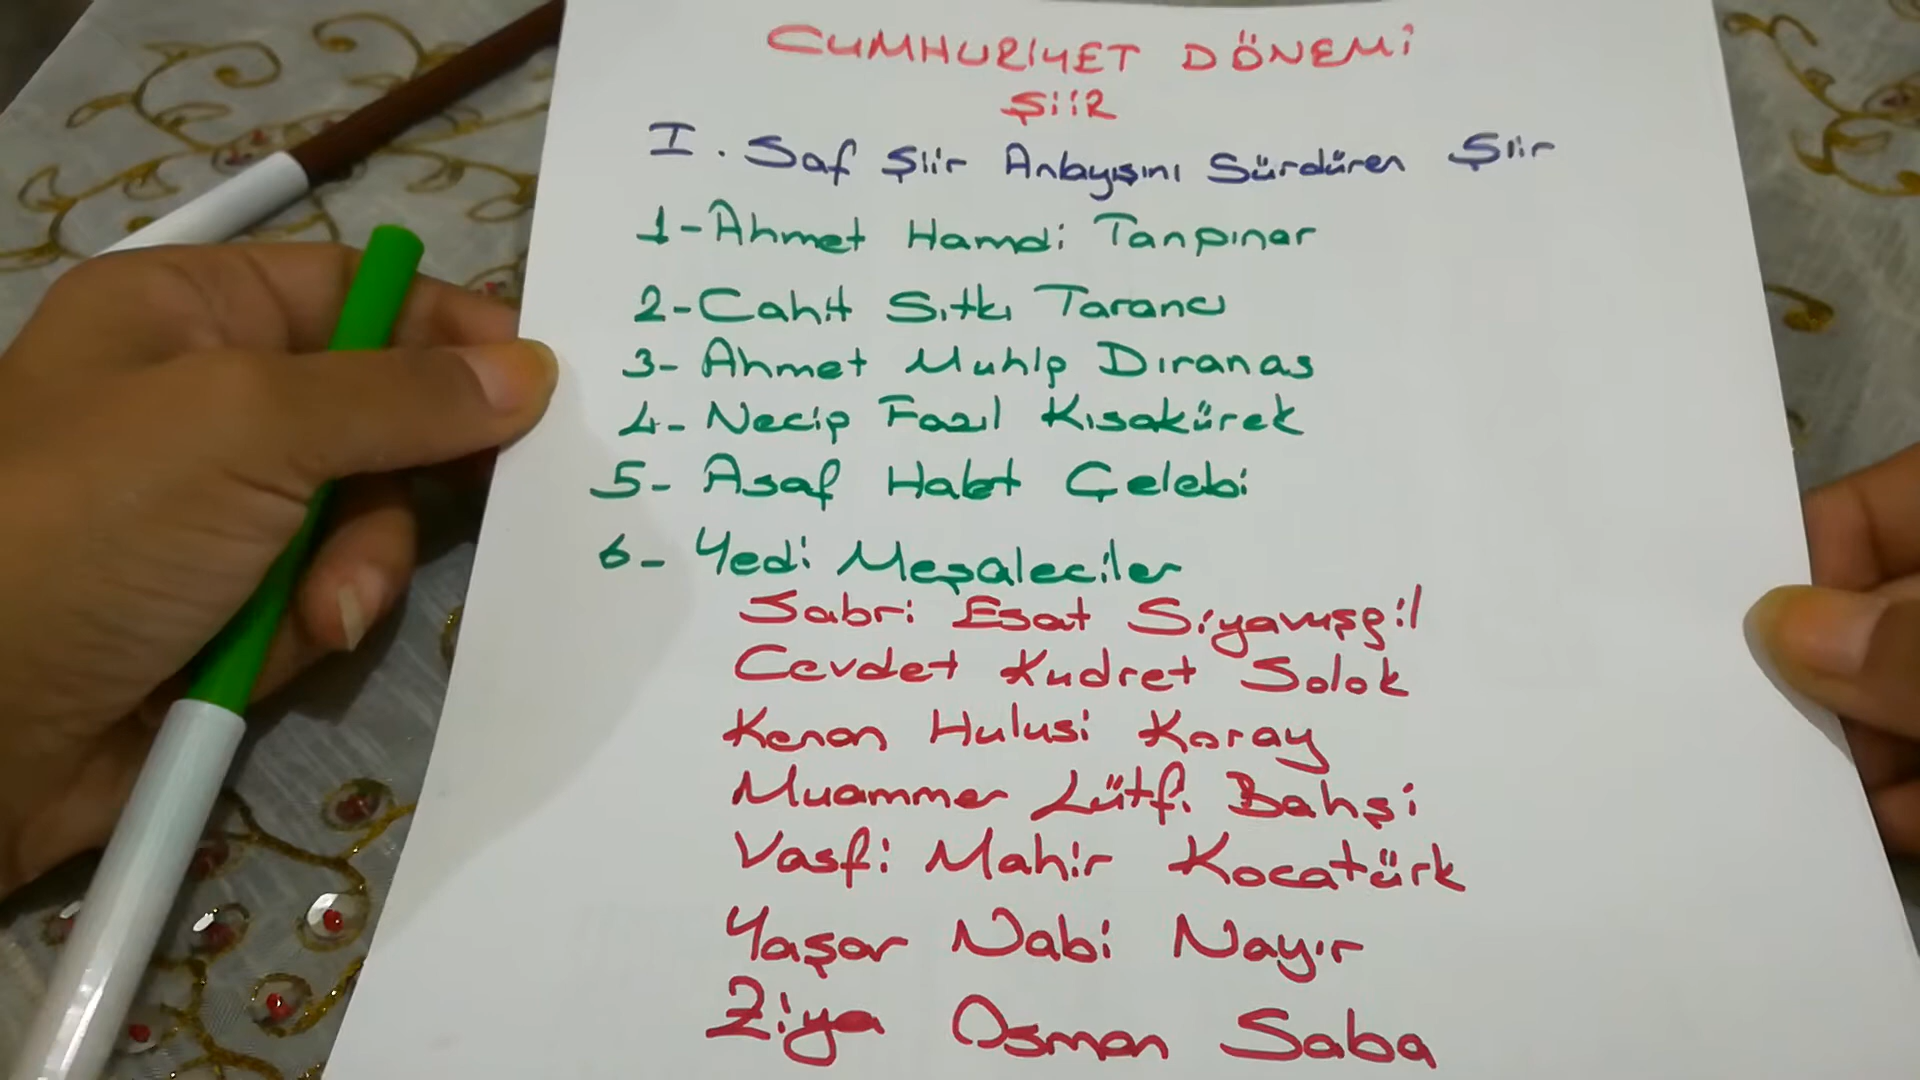 CUMHURİYET DÖNEMİ
ŞİİR
I. Saf Şiir Anlayışını Sürdüren Şiir
1-Ahmet Hamdi Tanpınar
2-Cahit Sıtkı Tarancı
3- Ahmet Muhip Dıranas
4- Necip Fazıl Kısakürek
5- Asaf Halet Çelebi
6- Yedi Meşaleciler
Sabri Esat Siyavuşgil
Cevdet Kudret Solok
Kenan Hulusi Koray
Muammer Lütfi Bahşi
Vasfi Mahir Kocatürk
Yaşar Nabi Nayır
Ziya Osman Saba